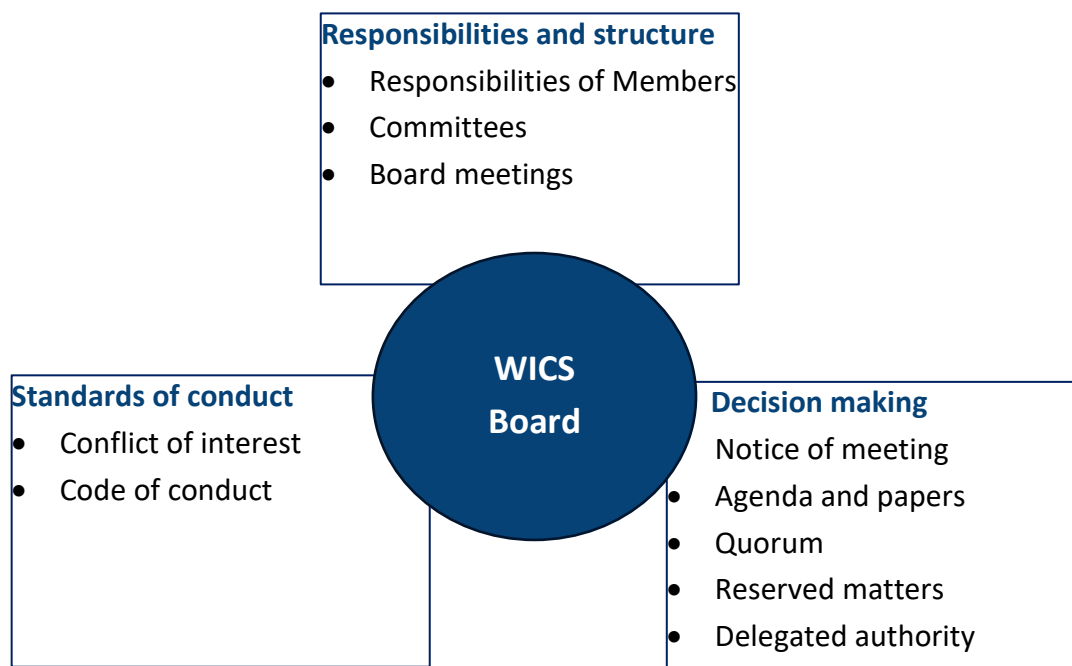 Responsibilities and structure
• Responsibilities of Members
• Committees
• Board meetings
WICS
Board
Standards of conduct
• Conflict of interest
• Code of conduct
Decision making
Notice of meeting
• Agenda and papers
• Quorum
• Reserved matters
• Delegated authority